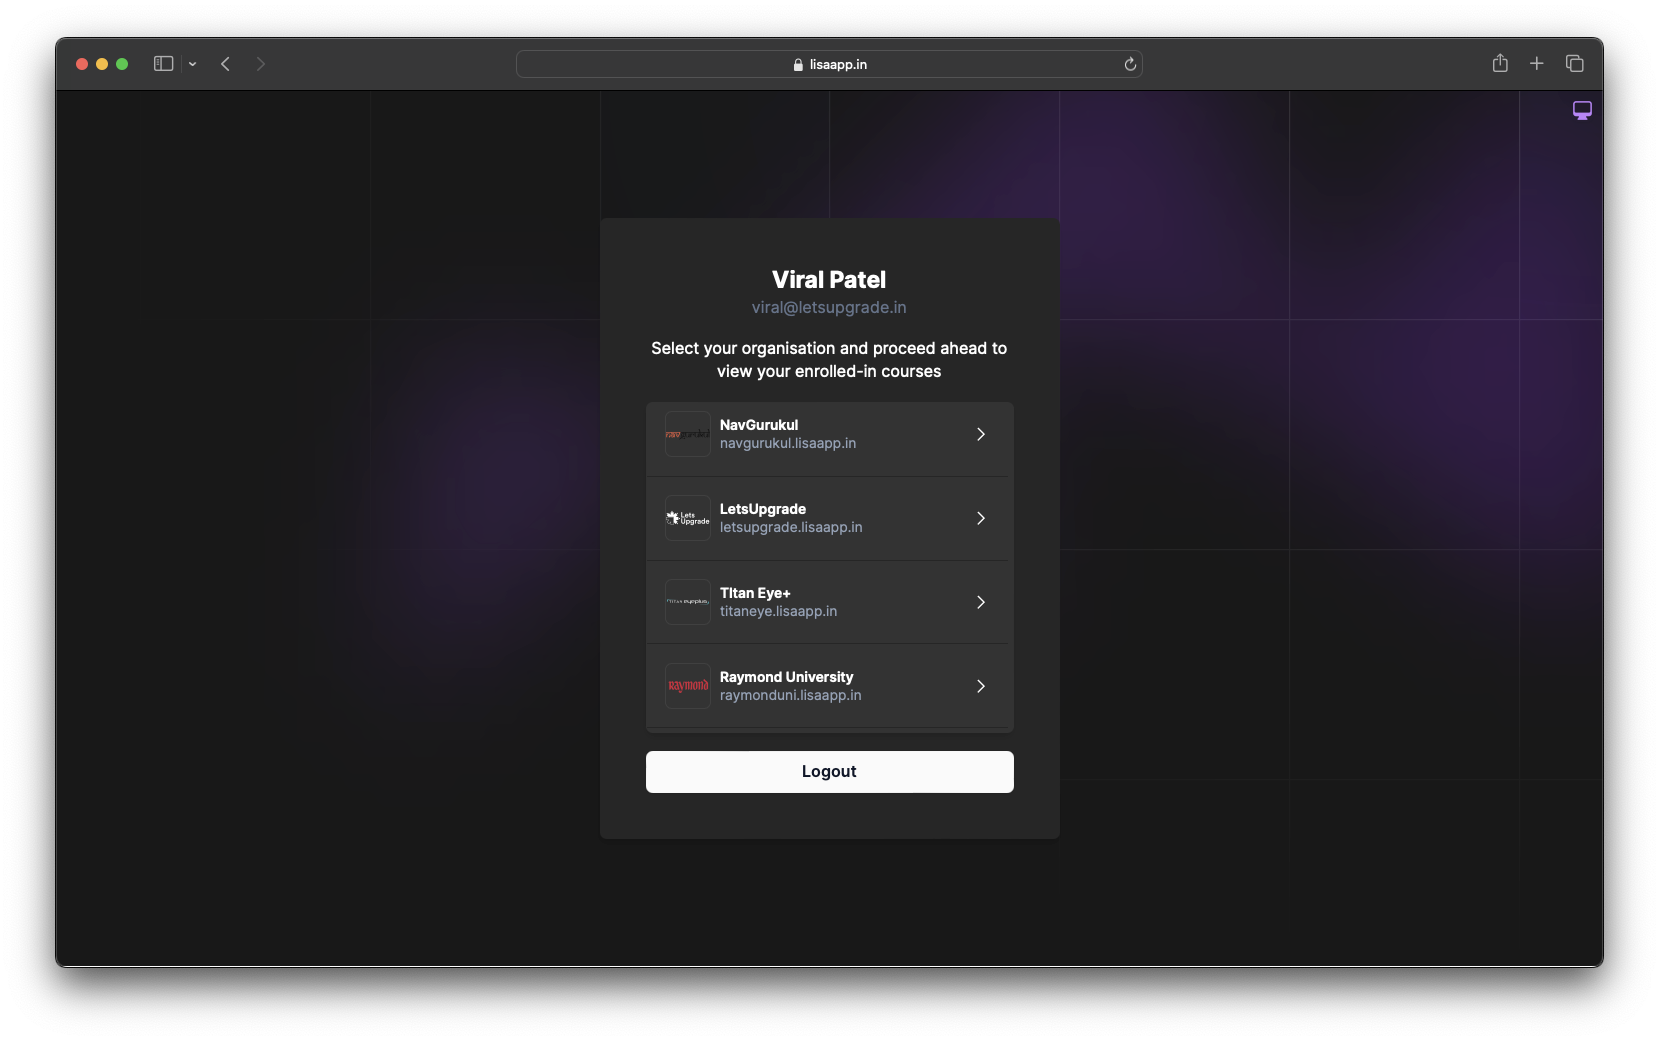 lisaapp.in
Viral Patel
viral@letsupgrade.in
Select your organisation and proceed ahead to
view your enrolled-in courses
NavGurukul
navgurukul.lisaapp.in
Lets
Upgrade
LetsUpgrade
letsupgrade.lisaapp.in
TITAN eyeplus
TItan Eye+
titaneye.lisaapp.in
Raymond
Raymond University
raymonduni.lisaapp.in
Logout